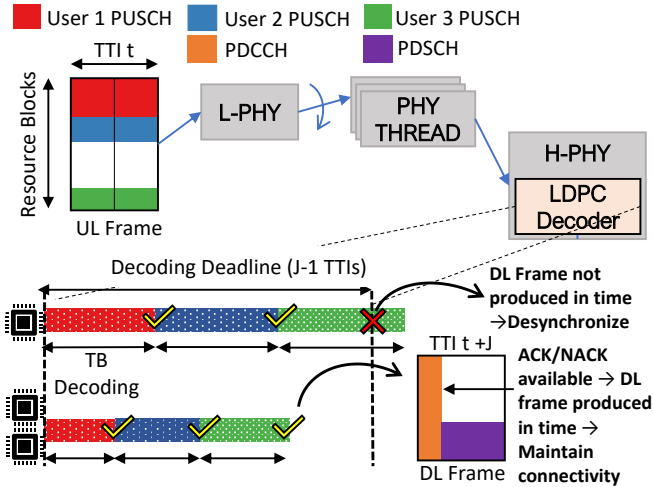 User 1 PUSCH
User 2 PUSCH
User 3 PUSCH
PDCCH
PDSCH
TTI t
Resource Blocks
UL Frame
L-PHY
PHY
THREAD
H-PHY
LDPC
Decoder
Decoding Deadline (J-1 TTIs)
DL Frame not
produced in time
→Desynchronize
TB
Decoding
TTI t +J
DL Frame
ACK/NACK
available → DL
frame produced
in time →
Maintain
connectivity